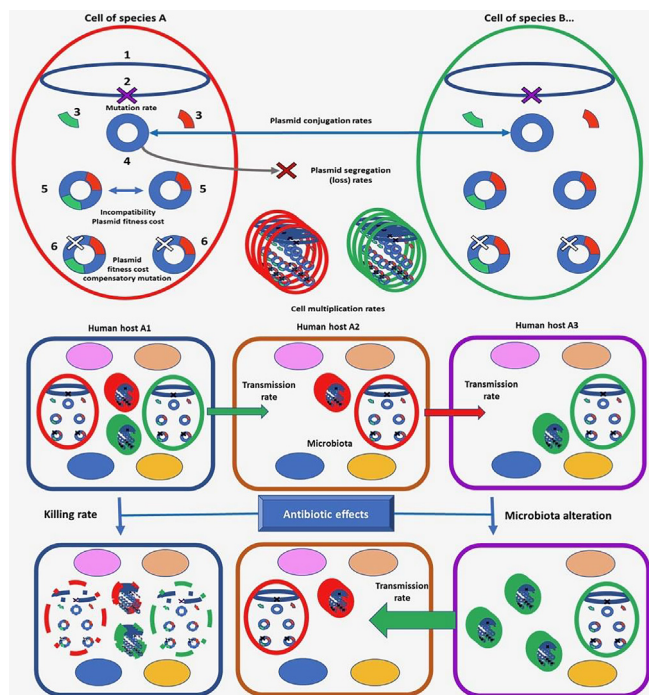 Cell of species A
Cell of species B...
1
2
Mutation rate
3
3
Plasmid conjugation rates
4
Plasmid segregation
(loss) rates
5
5
Incompatibility
Plasmid fitness cost
6
6
Plasmid
fitness cost
compensatory mutation
Cell multiplication rates
Human host A1
Human host A2
Human host A3
Transmission
rate
Transmission
rate
Microbiota
Killing rate
Antibiotic effects
Microbiota alteration
Transmission
rate